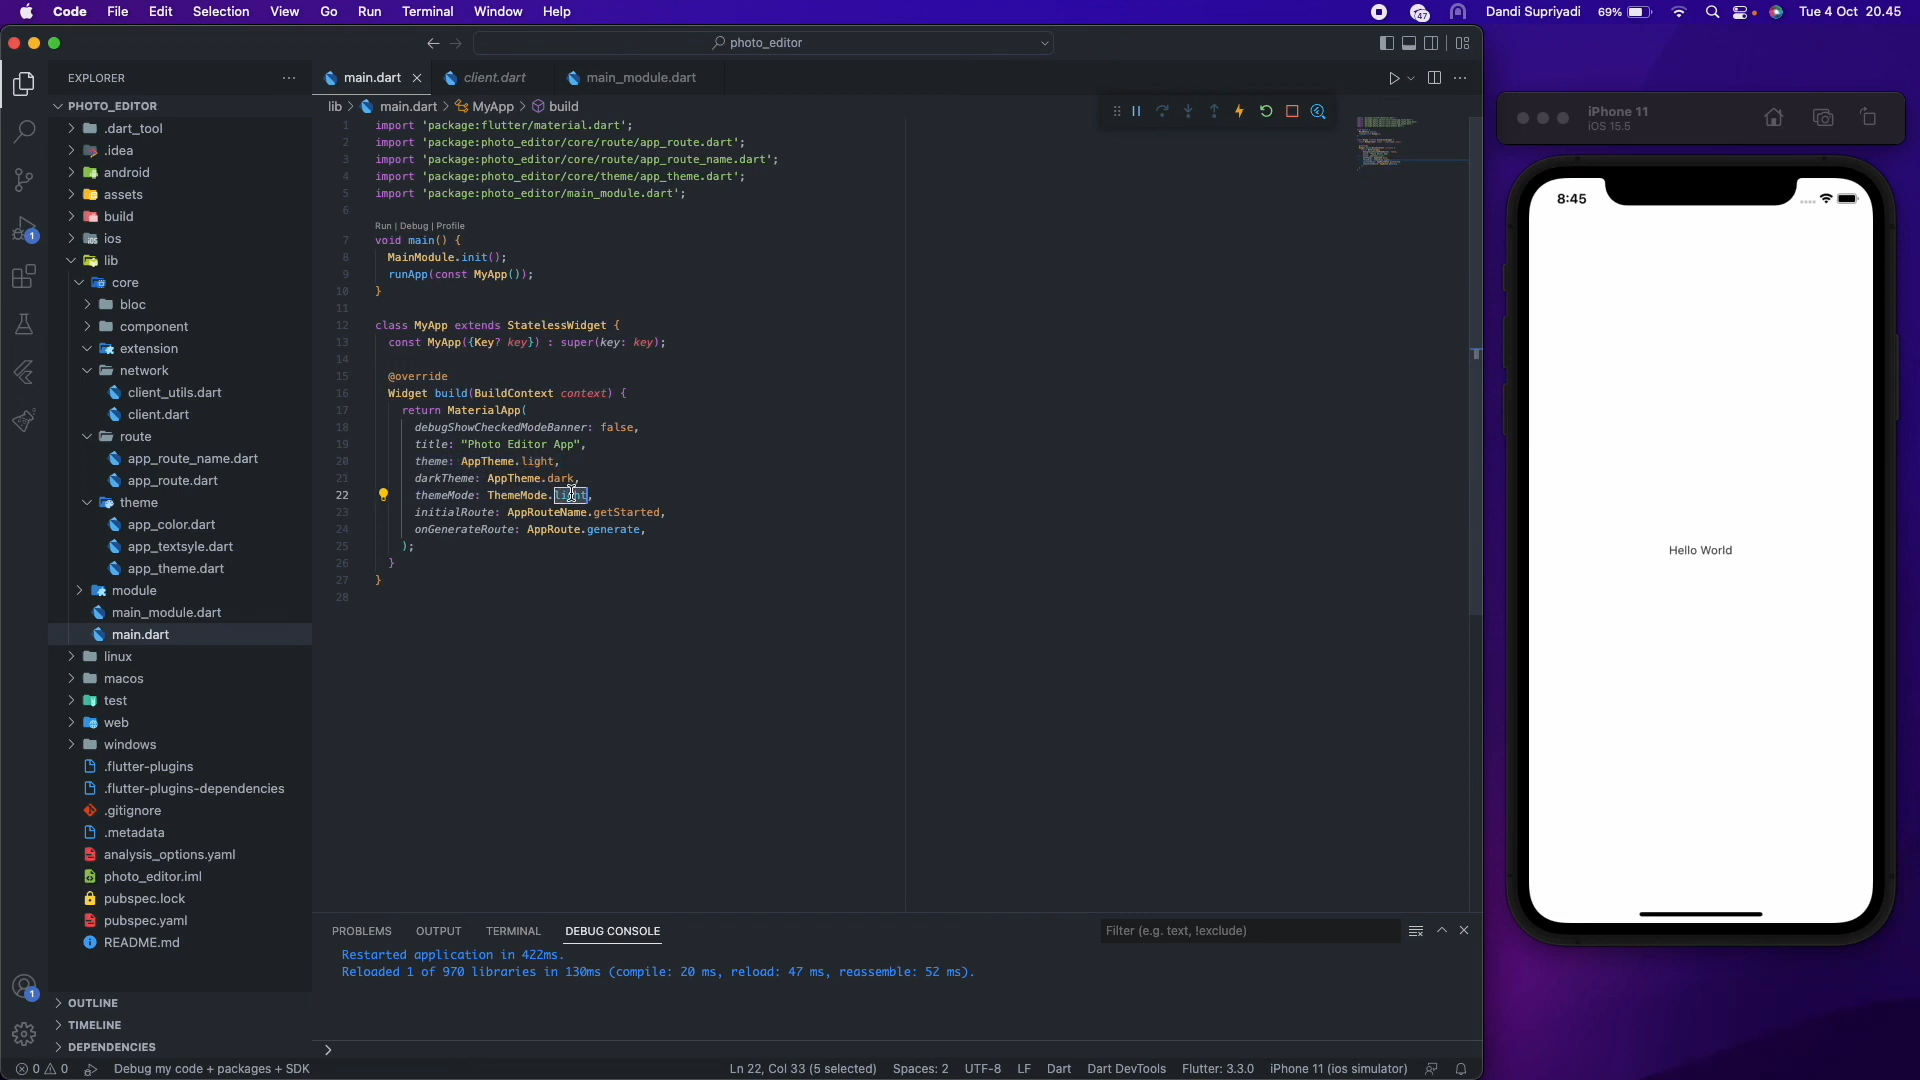 Code File Edit Selection View Go Run Terminal Window Help
47 Dandi Supriyadi 69% Tue 4 Oct 20.45
photo_editor
EXPLORER
PHOTO_EDITOR
.dart_tool
.idea
android
assets
build
ios
lib
core
bloc
component
extension
network
client_utils.dart
client.dart
route
app_route_name.dart
app_route.dart
theme
app_color.dart
app_textsyle.dart
app_theme.dart
module
main_module.dart
main.dart
linux
macos
test
web
windows
.flutter-plugins
.flutter-plugins-dependencies
.gitignore
.metadata
analysis_options.yaml
photo_editor.iml
pubspec.lock
pubspec.yaml
README.md
OUTLINE
TIMELINE
DEPENDENCIES
1
1
main.dart client.dart main_module.dart
lib > main.dart > MyApp > build
1 import 'package:flutter/material.dart';
2 import 'package:photo_editor/core/route/app_route.dart';
3 import 'package:photo_editor/core/route/app_route_name.dart';
4 import 'package:photo_editor/core/theme/app_theme.dart';
5 import 'package:photo_editor/main_module.dart';
6
Run | Debug | Profile
7 void main() {
8 MainModule.init();
9 runApp(const MyApp());
10 }
11
12 class MyApp extends StatelessWidget {
13 const MyApp({Key? key}) : super(key: key);
14
15 @override
16 Widget build(BuildContext context) {
17 return MaterialApp(
18 debugShowCheckedModeBanner: false,
19 title: "Photo Editor App",
20 theme: AppTheme.light,
21 darkTheme: AppTheme.dark,
22 themeMode: ThemeMode.light,
23 initialRoute: AppRouteName.getStarted,
24 onGenerateRoute: AppRoute.generate,
25 );
26 }
27 }
28
PROBLEMS OUTPUT TERMINAL DEBUG CONSOLE
Filter (e.g. text, !exclude)
Restarted application in 422ms.
Reloaded 1 of 970 libraries in 130ms (compile: 20 ms, reload: 47 ms, reassemble: 52 ms).
0 0 Debug my code + packages + SDK
Ln 22, Col 33 (5 selected) Spaces: 2 UTF-8 LF Dart Dart DevTools Flutter: 3.3.0 iPhone 11 (ios simulator)
iPhone 11
iOS 15.5
8:45
Hello World